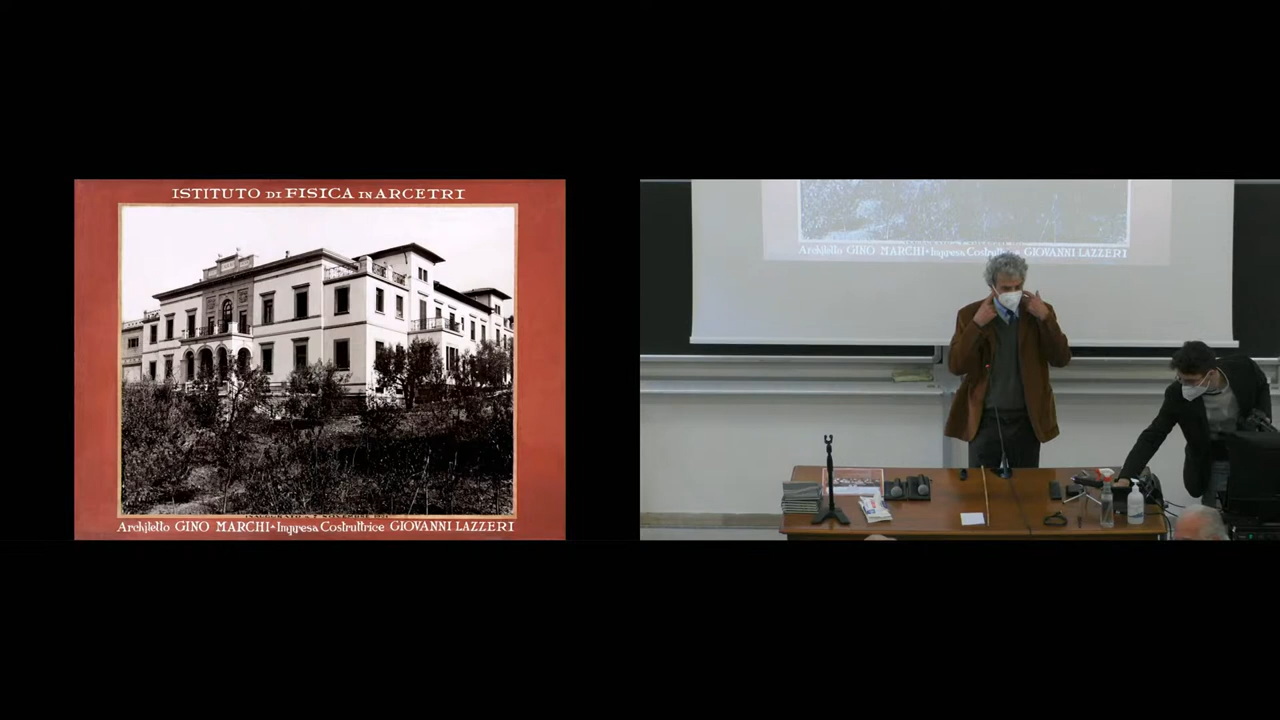 ISTITUTO DI FISICA IN ARCETRI
Architetto GINO MARCHI - Impresa Costruttrice GIOVANNI LAZZERI
Architetto GINO MARCHI - Impresa Costruttrice GIOVANNI LAZZERI